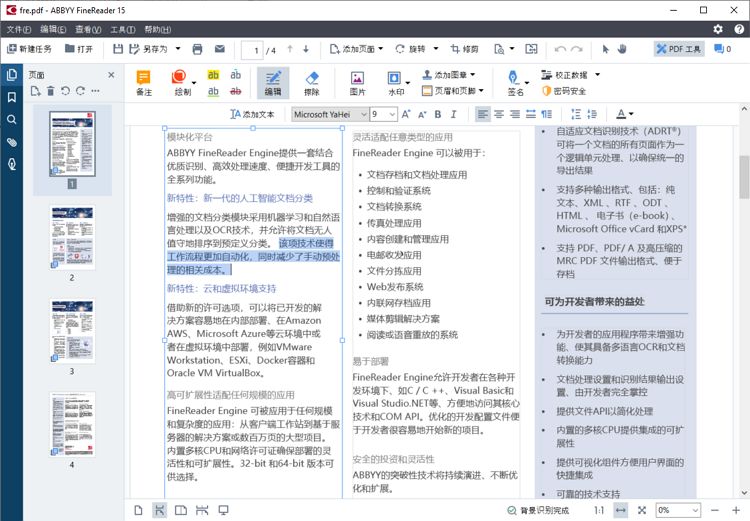 fre.pdf - ABBYY FineReader 15
文件(F) 编辑(E) 查看(V) 工具(T) 帮助(H)
新建任务 打开 另存为 1 / 4 添加页面 旋转 修剪 PDF 工具 0
页面
备注 绘制 ab ab ab ab 编辑 擦除 图片 水印 添加图章 页眉和页脚 签名 校正数据 密码安全
添加文本 Microsoft YaHei 9
1
2
3
4
模块化平台
ABBYY FineReader Engine提供一套结合
优质识别、高效处理速度、便捷开发工具的
全系列功能。
新特性：新一代的人工智能文档分类
增强的文档分类模块采用机器学习和自然语
言处理以及OCR技术，并允许将文档无人
值守地排序到预定义分类。 该项技术使得
工作流程更加自动化，同时减少了手动预处
理的相关成本。
新特性：云和虚拟环境支持
借助新的许可选项，可以将已开发的解
决方案容易地在内部部署、在Amazon
AWS、Microsoft Azure等云环境中或
者在虚拟环境中部署，例如VMware
Workstation、ESXi、Docker容器和
Oracle VM VirtualBox。
高可扩展性适配任何规模的应用
FineReader Engine 可被应用于任何规模
和复杂度的应用：从客户端工作站到基于服
务器的解决方案或数百万页的大型项目。
内置多核CPU和网络许可证确保部署的灵
活性和可扩展性。32-bit 和64-bit 版本可
供选择。
灵活适配任意类型的应用
FineReader Engine 可以被用于：
• 文档存档和文档处理应用
• 控制和验证系统
• 文档转换系统
• 传真处理应用
• 内容创建和管理应用
• 电邮收发应用
• 文件分拣应用
• Web发布系统
• 内联网存档应用
• 媒体剪辑解决方案
• 阅读或语音重放的系统
易于部署
FineReader Engine允许开发者在各种开
发环境下、如C / C ++、Visual Basic和
Visual Studio.NET等、方便地访问其核心
技术和COM API。优化的开发配置文件便
于开发者很容易地开始新的项目。
安全的投资和灵活性
ABBYY的突破性技术将持续演进、不断优
化和扩展。
• 自适应文档识别技术（ADRT®）
可将一个文档的所有页面作为一
个逻辑单元处理、以确保统一的
导出结果
• 支持多种输出格式、包括：纯
文本、XML 、RTF 、ODT 、
HTML 、 电子书（e-book）、
Microsoft Office vCard 和XPS*
• 支持 PDF、PDF/ A 及高压缩的
MRC PDF 文件输出格式、便于
存档
可为开发者带来的益处
• 为开发者的应用程序带来增强功
能、使其具备多语言OCR和文档
转换能力
• 文档处理设置和识别结果输出设
置、由开发者完全掌控
• 提供文件API以简化处理
• 内置的多核CPU提供集成的可扩
展性
• 提供可视化组件方便用户界面的
快捷集成
• 可靠的技术支持
背景识别完成 1:1 0%